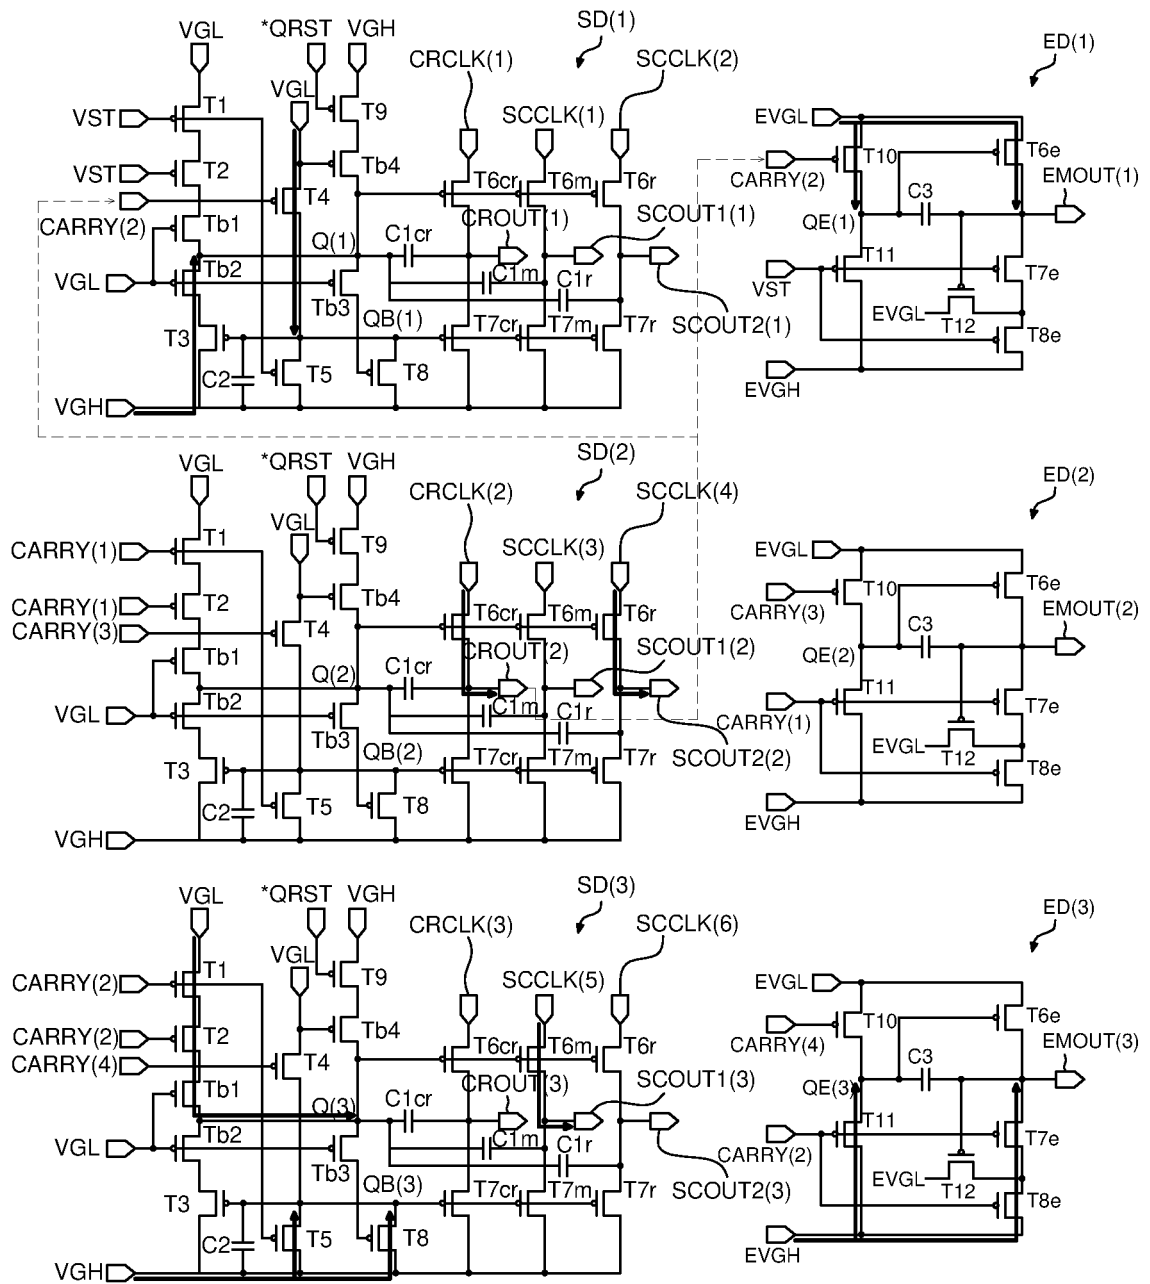 SD(1)
VGL *QRST VGH
CRCLK(1) SCCLK(2) ED(1)
VGL
T1 T9 SCCLK(1) EVGL
VST
T10 T6e
VST T2 Tb4 CARRY(2) C3 EMOUT(1)
T4 T6cr T6m T6r
CARRY(2) Tb1 CROUT(1) SCOUT1(1) QE(1)
Q(1) C1cr
VGL Tb2 Tb3 C1m C1r VST T11 T7e
QB(1) SCOUT2(1) EVGL T12
T3 T7cr T7m T7r T8e
C2 T5 T8 EVGH
VGH
SD(2)
VGL *QRST VGH
CRCLK(2) SCCLK(4) ED(2)
VGL
CARRY(1) T1 T9 SCCLK(3) EVGL
T10 T6e
CARRY(1) T2 Tb4 CARRY(3) C3 EMOUT(2)
CARRY(3) T4 T6cr T6m T6r
Tb1 CROUT(2) SCOUT1(2) QE(2)
Q(2) C1cr
VGL Tb2 Tb3 C1m C1r CARRY(1) T11 T7e
QB(2) SCOUT2(2) EVGL T12
T3 T7cr T7m T7r T8e
C2 T5 T8 EVGH
VGH
SD(3)
VGL *QRST VGH
CRCLK(3) SCCLK(6) ED(3)
VGL
CARRY(2) T1 T9 SCCLK(5) EVGL
T10 T6e
CARRY(2) T2 Tb4 CARRY(4) C3 EMOUT(3)
CARRY(4) T4 T6cr T6m T6r
Tb1 CROUT(3) SCOUT1(3) QE(3)
Q(3) C1cr
VGL Tb2 Tb3 C1m C1r CARRY(2) T11 T7e
QB(3) SCOUT2(3) EVGL T12
T3 T7cr T7m T7r T8e
C2 T5 T8 EVGH
VGH